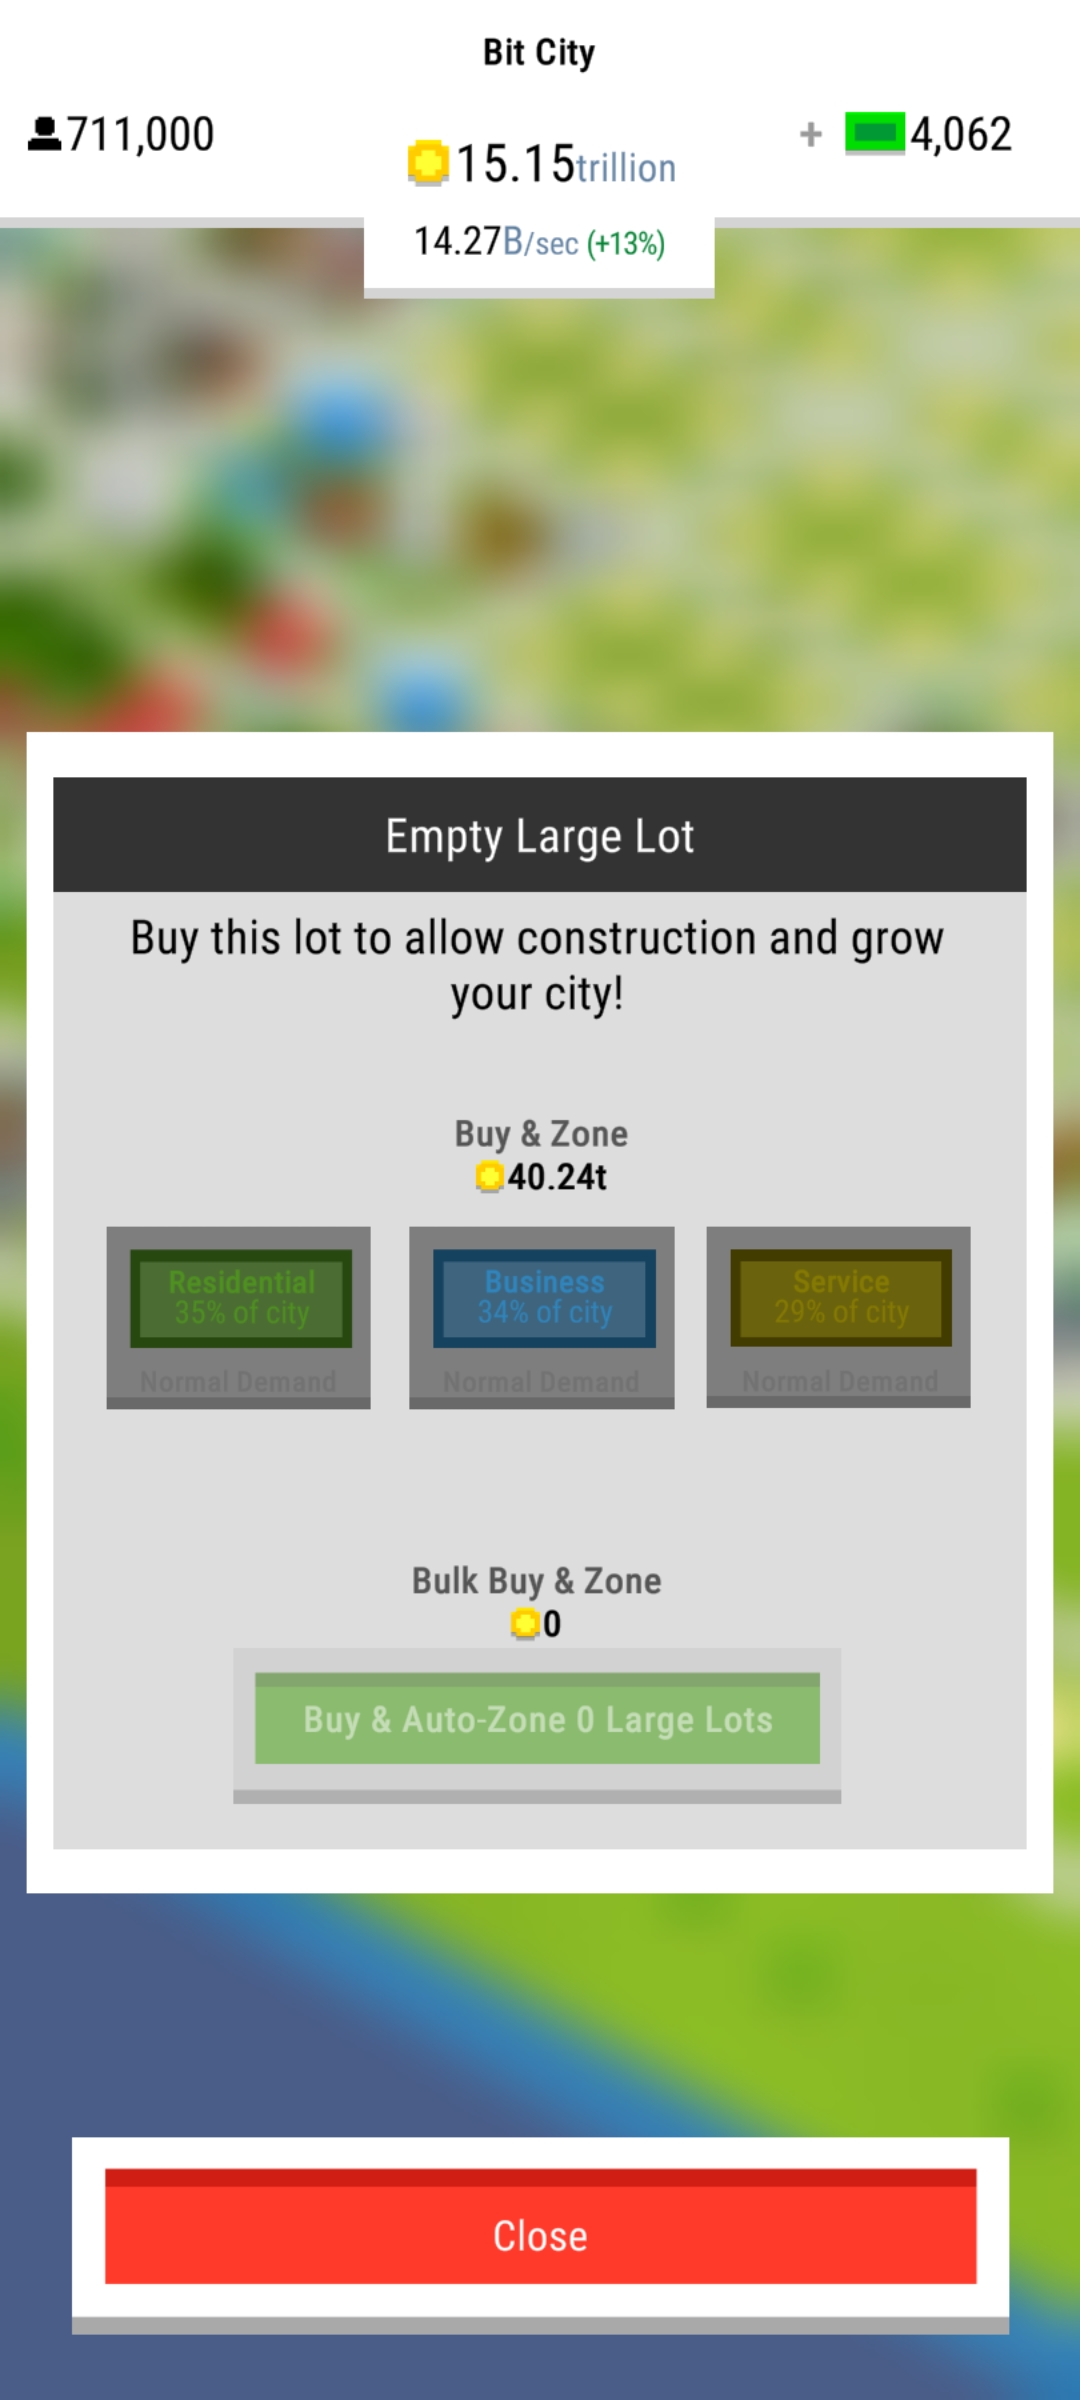 Bit City
711,000
+ 4,062
15.15trillion
14.27B/sec (+13%)
Empty Large Lot
Buy this lot to allow construction and grow
your city!
Buy & Zone
40.24t
Residential
35% of city
Normal Demand
Business
34% of city
Normal Demand
Service
29% of city
Normal Demand
Bulk Buy & Zone
0
Buy & Auto-Zone 0 Large Lots
Close